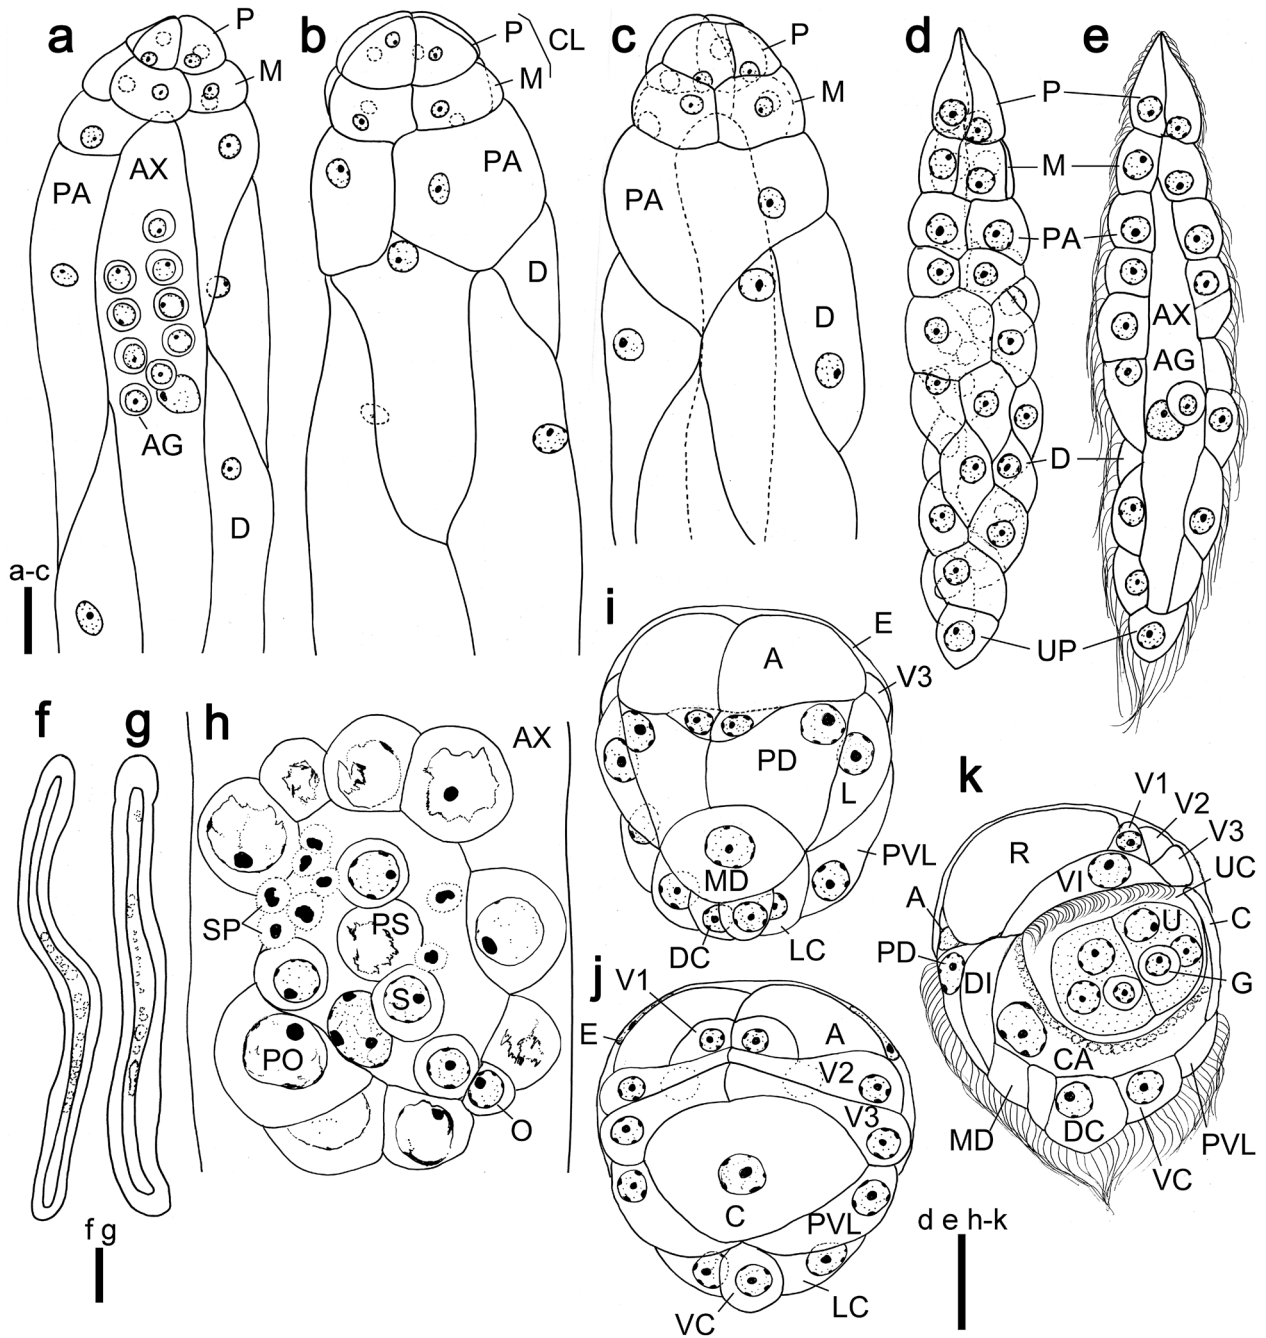 a
P
M
AX
PA
AG
D
a-c
b
P
CL
M
PA
D
c
P
M
PA
D
d
e
P
M
PA
AX
AG
D
UP
f
g
f g
h
AX
SP
PS
S
PO
O
i
E
A
V3
PD
L
PVL
MD
DC
LC
j
V1
E
A
V2
V3
C
PVL
VC
LC
k
V1
V2
V3
R
UC
VI
A
C
U
PD
DI
G
CA
MD
DC
PVL
VC
d e h-k